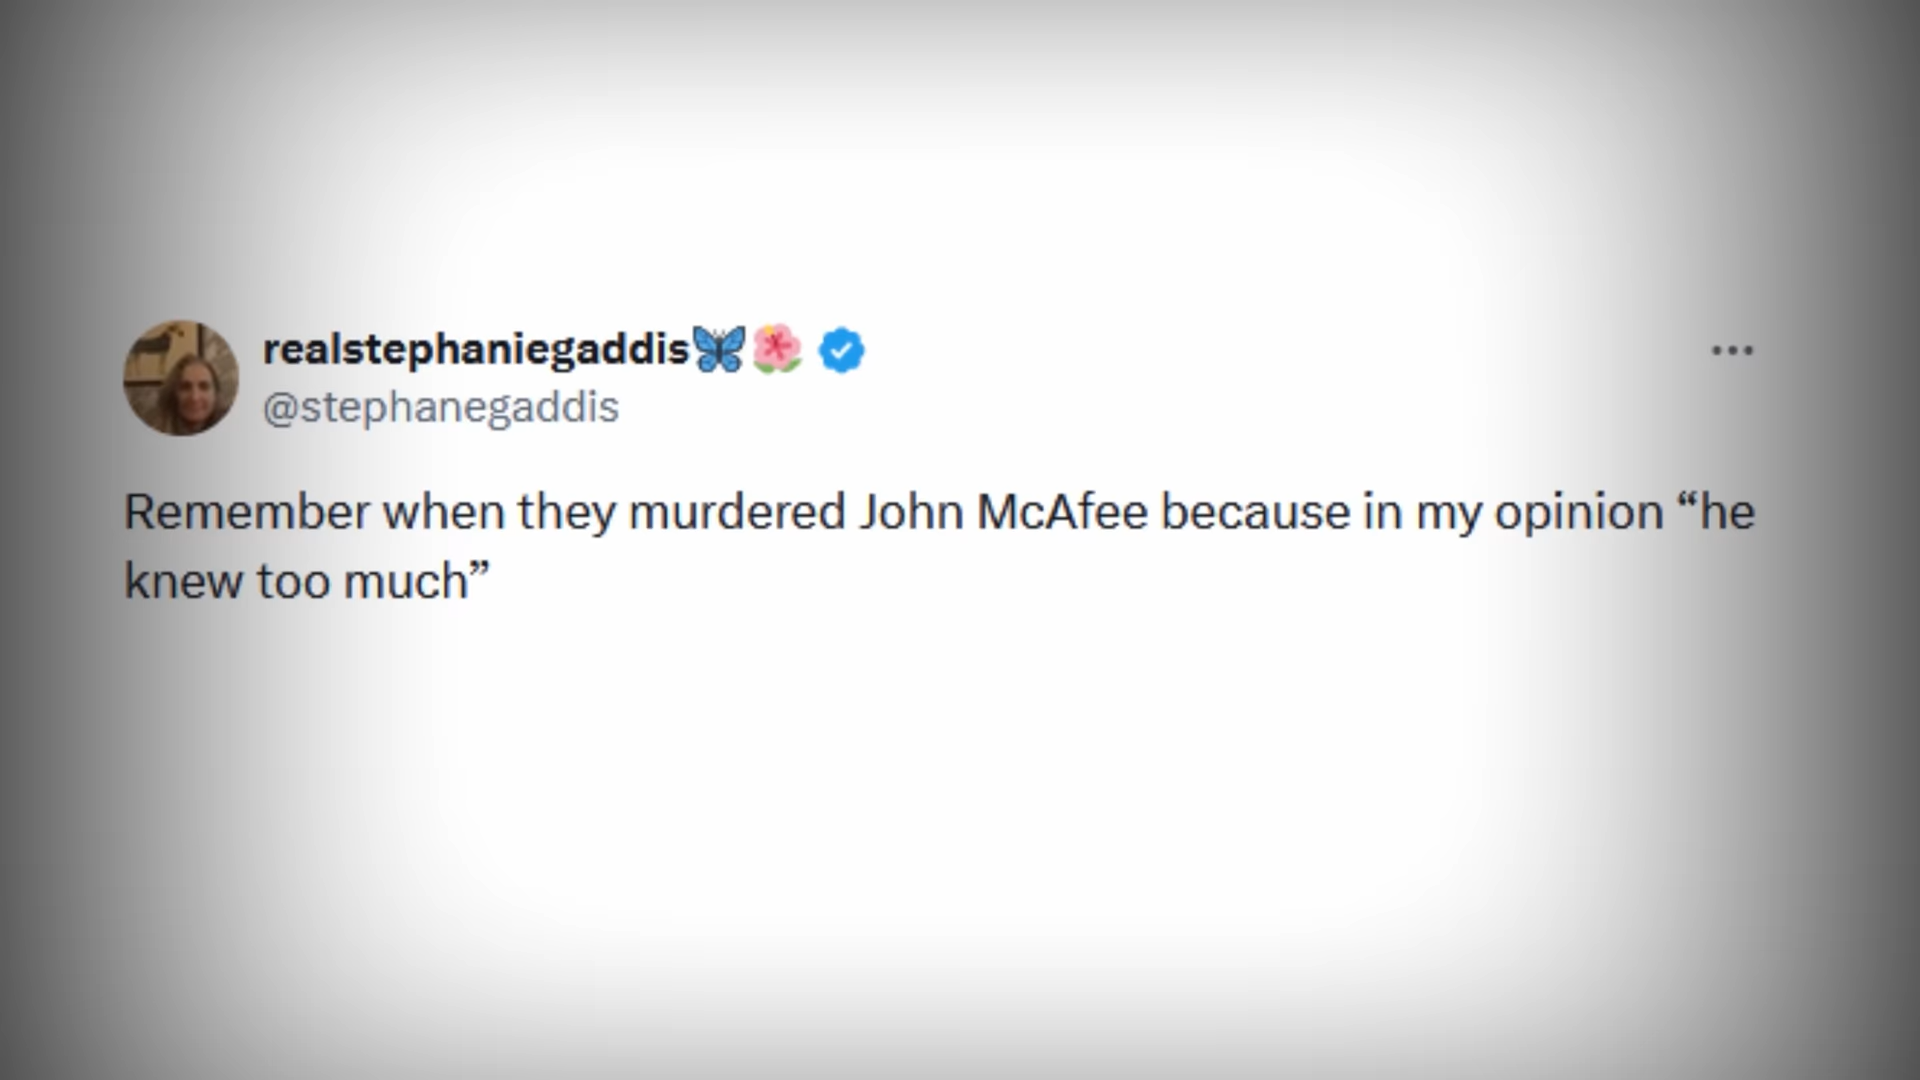 realstephaniegaddis🦋🌺
@stephanegaddis
Remember when they murdered John McAfee because in my opinion “he
knew too much”